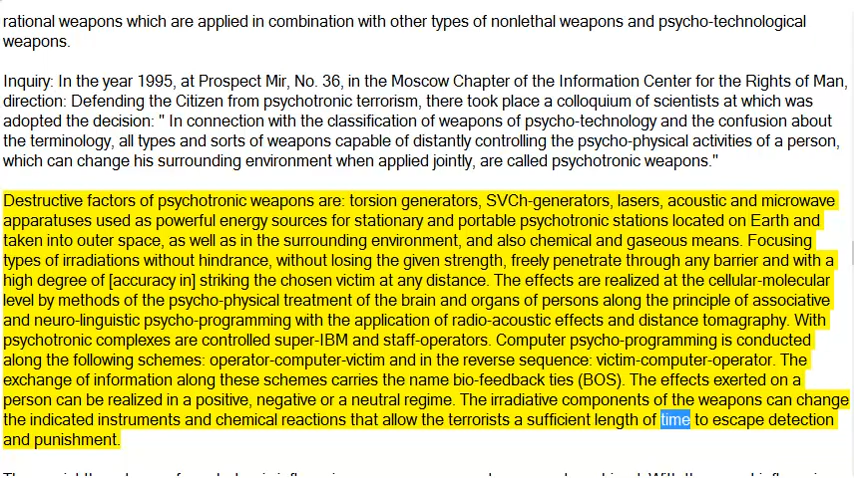 rational weapons which are applied in combination with other types of nonlethal weapons and psycho-technological
weapons.
Inquiry: In the year 1995, at Prospect Mir, No. 36, in the Moscow Chapter of the Information Center for the Rights of Man,
direction: Defending the Citizen from psychotronic terrorism, there took place a colloquium of scientists at which was
adopted the decision: " In connection with the classification of weapons of psycho-technology and the confusion about
the terminology, all types and sorts of weapons capable of distantly controlling the psycho-physical activities of a person,
which can change his surrounding environment when applied jointly, are called psychotronic weapons."
Destructive factors of psychotronic weapons are: torsion generators, SVCh-generators, lasers, acoustic and microwave
apparatuses used as powerful energy sources for stationary and portable psychotronic stations located on Earth and
taken into outer space, as well as in the surrounding environment, and also chemical and gaseous means. Focusing
types of irradiations without hindrance, without losing the given strength, freely penetrate through any barrier and with a
high degree of [accuracy in] striking the chosen victim at any distance. The effects are realized at the cellular-molecular
level by methods of the psycho-physical treatment of the brain and organs of persons along the principle of associative
and neuro-linguistic psycho-programming with the application of radio-acoustic effects and distance tomography. With
psychotronic complexes are controlled super-IBM and staff-operators. Computer psycho-programming is conducted
along the following schemes: operator-computer-victim and in the reverse sequence: victim-computer-operator. The
exchange of information along these schemes carries the name bio-feedback ties (BOS). The effects exerted on a
person can be realized in a positive, negative or a neutral regime. The irradiative components of the weapons can change
the indicated instruments and chemical reactions that allow the terrorists a sufficient length of time to escape detection
and punishment.